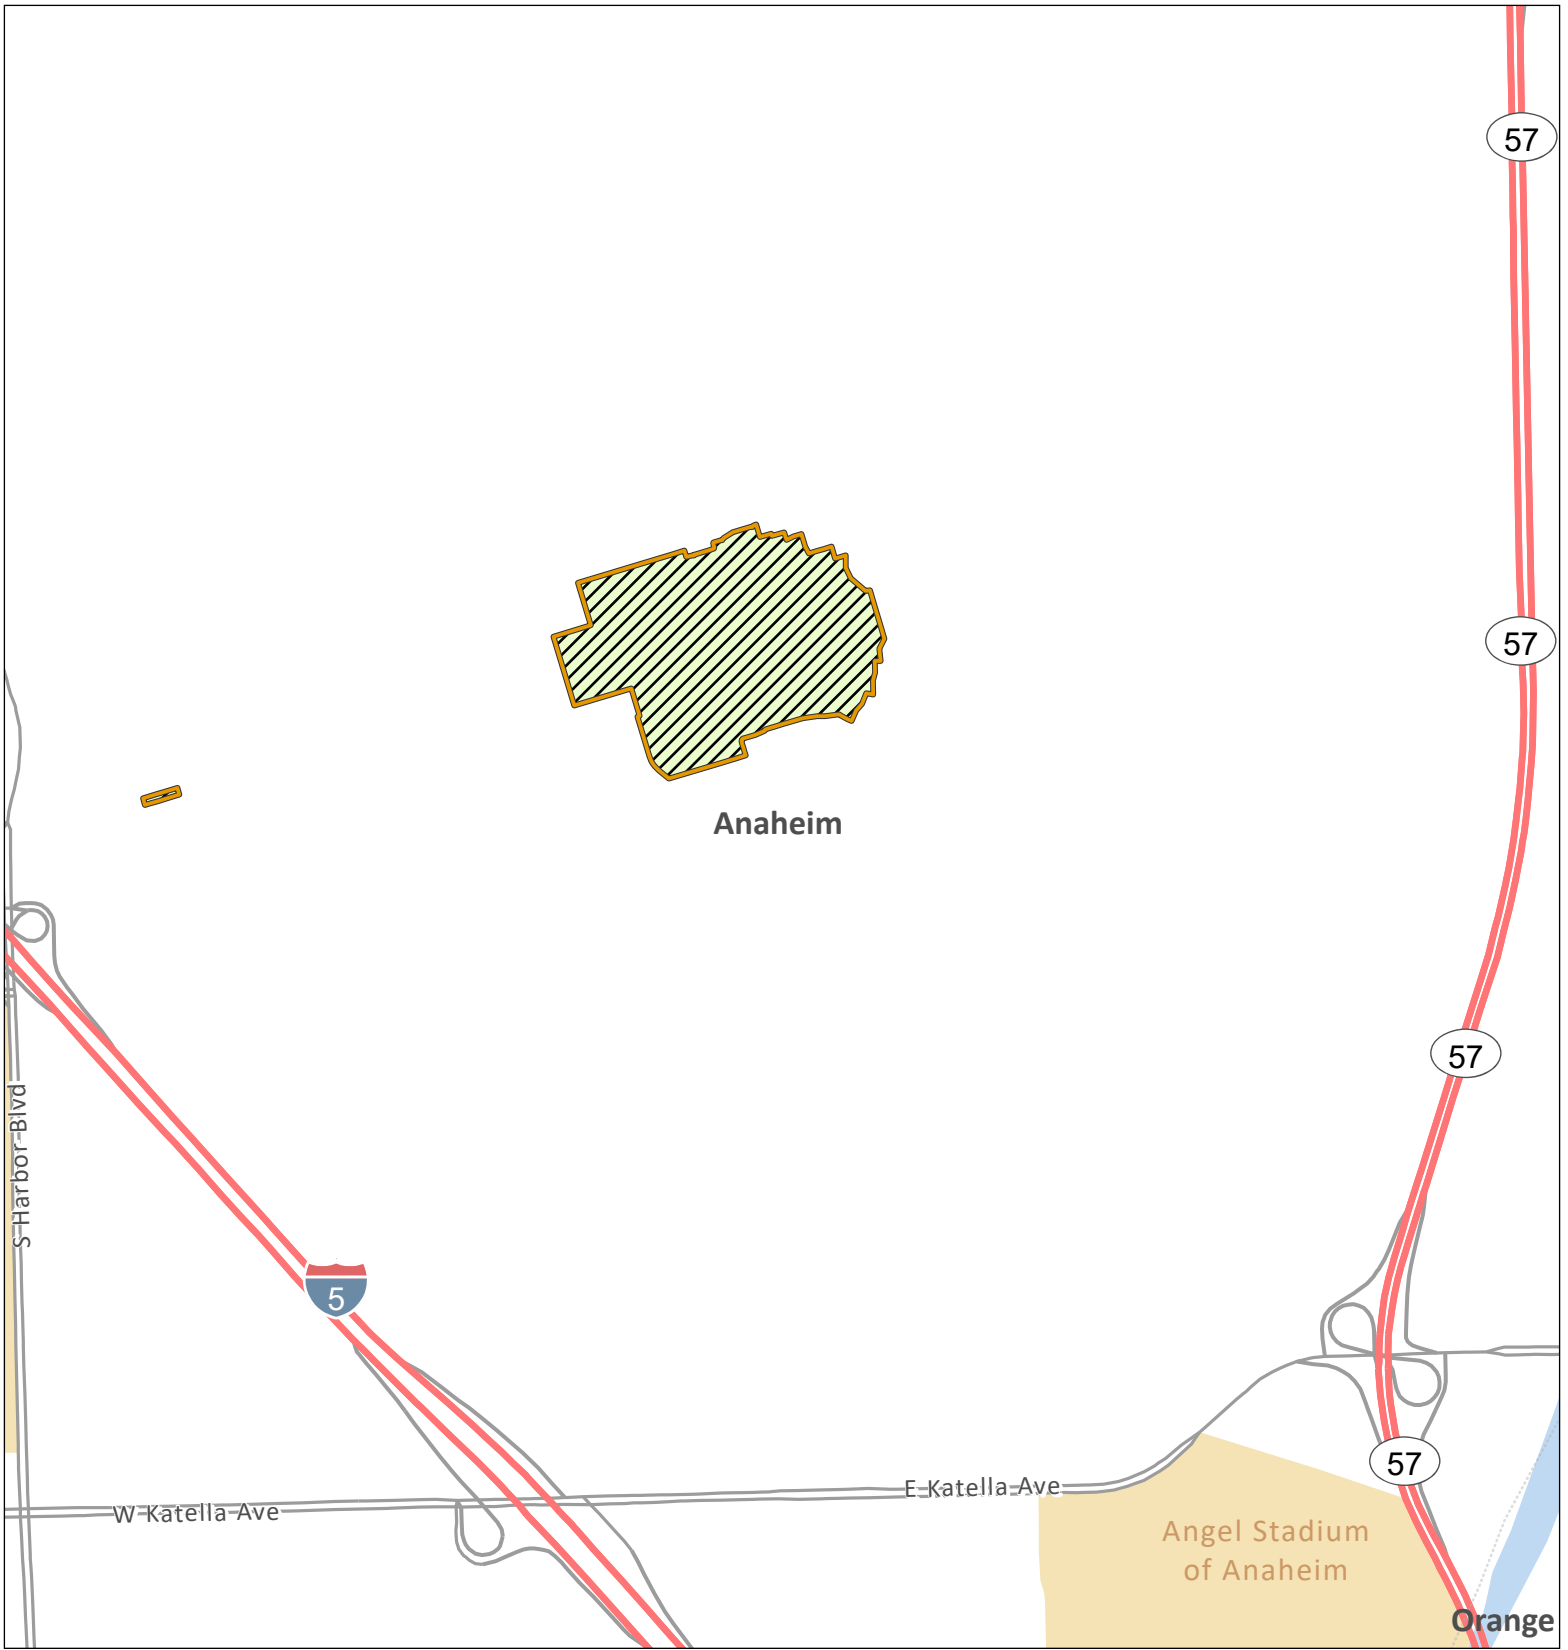 57
57
Anaheim
57
S Harbor Blvd
5
57
E Katella Ave
W Katella Ave
Angel Stadium
of Anaheim
Orange